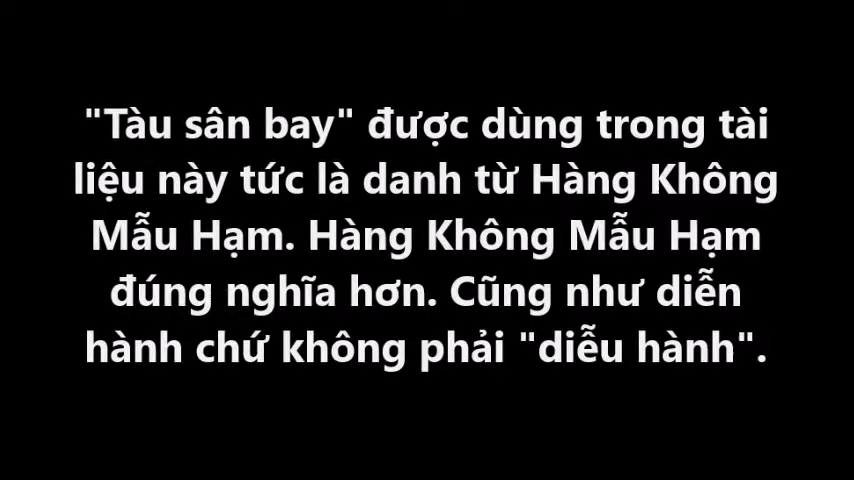 "Tàu sân bay" được dùng trong tài
liệu này tức là danh từ Hàng Không
Mẫu Hạm. Hàng Không Mẫu Hạm
đúng nghĩa hơn. Cũng như diễn
hành chứ không phải "diễu hành".